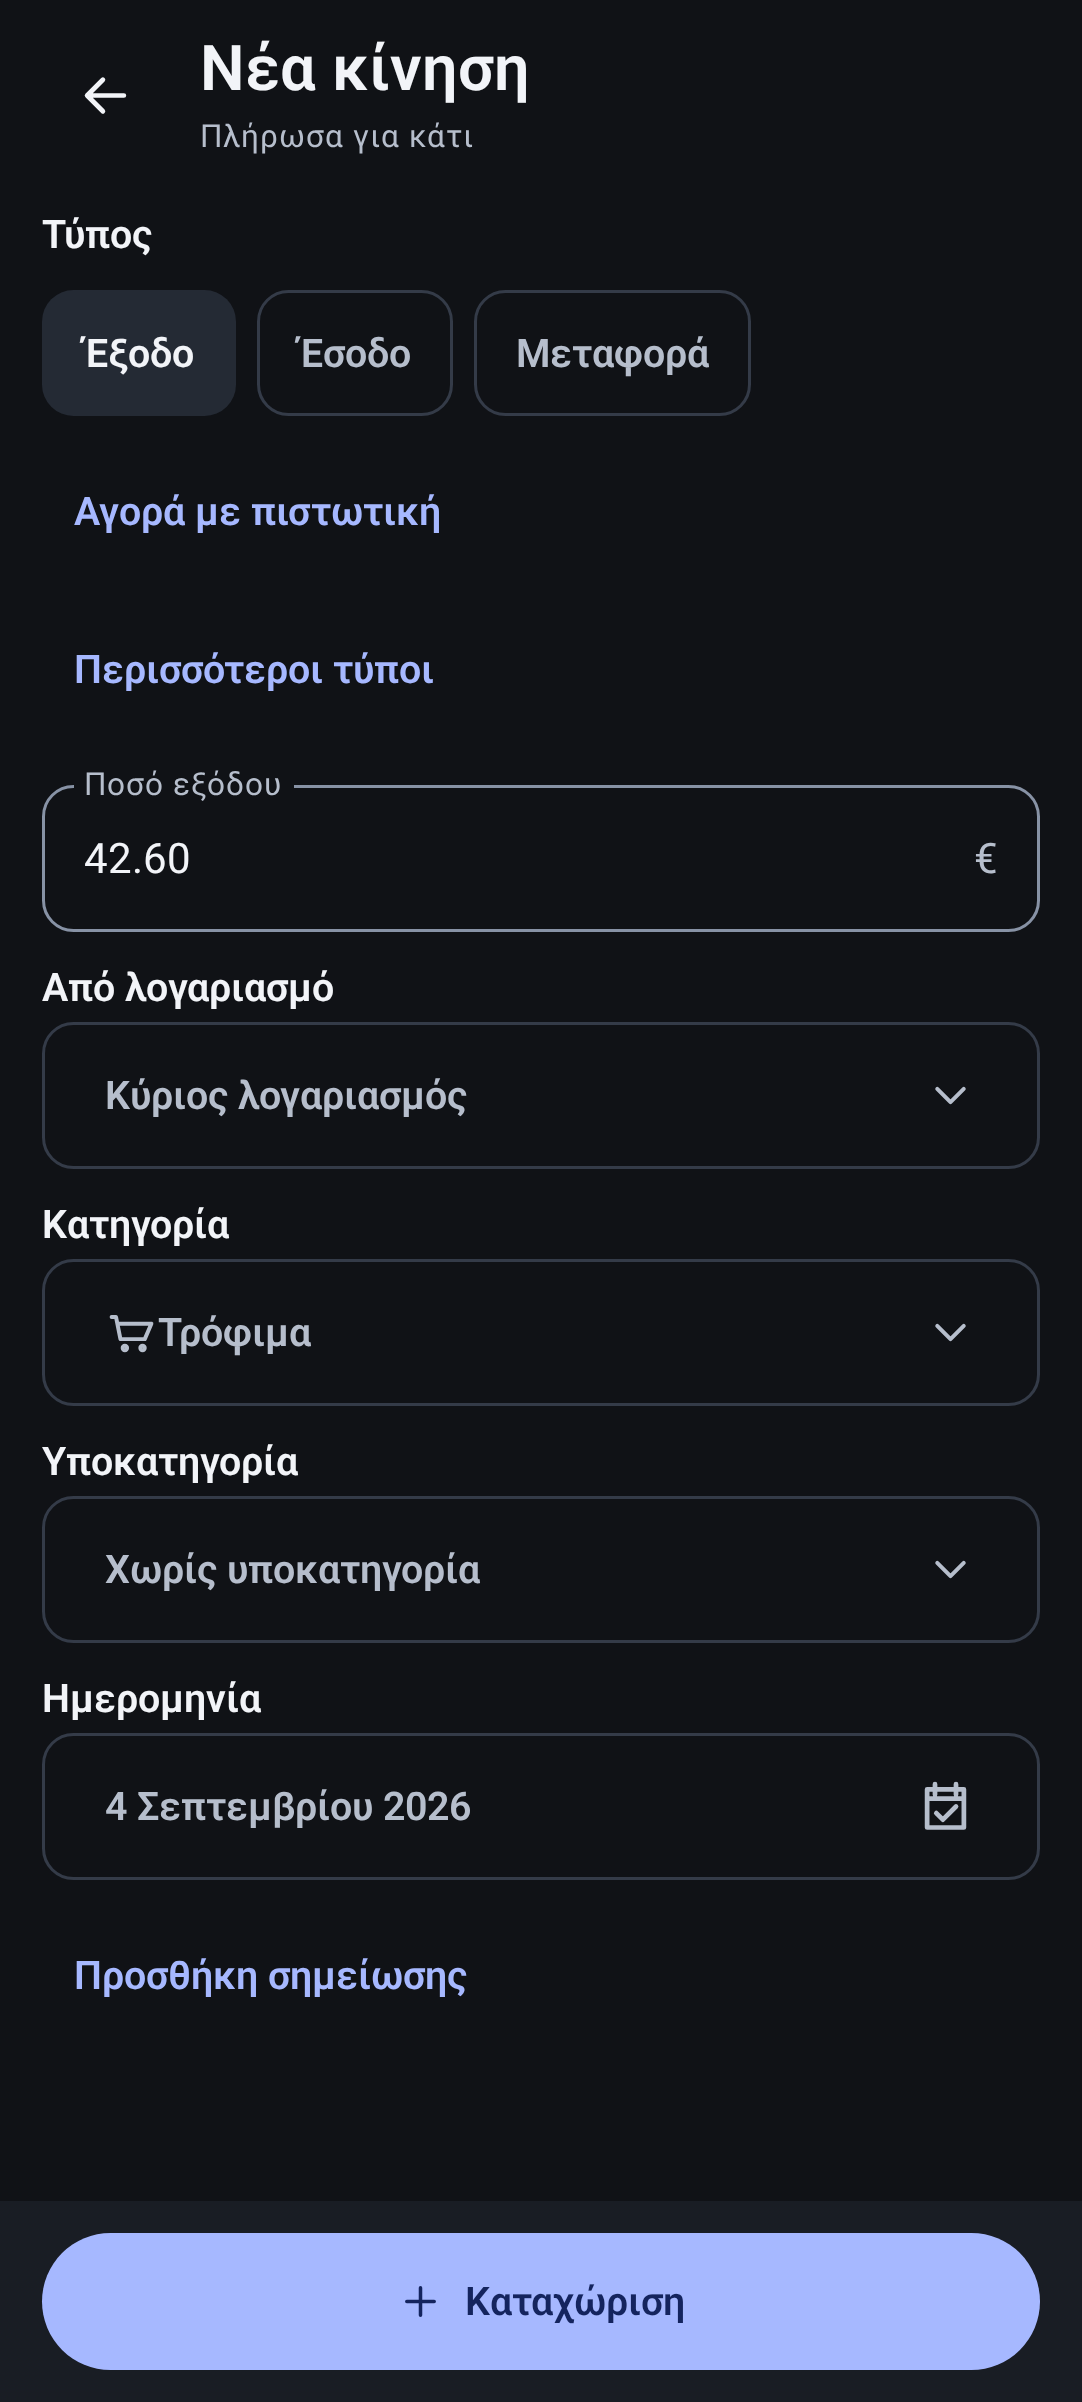 Νέα κίνηση
Πλήρωσα για κάτι
Τύπος
Έξοδο
Έσοδο
Μεταφορά
Αγορά με πιστωτική
Περισσότεροι τύποι
Ποσό εξόδου
42.60 €
Από λογαριασμό
Κύριος λογαριασμός
Κατηγορία
Τρόφιμα
Υποκατηγορία
Χωρίς υποκατηγορία
Ημερομηνία
4 Σεπτεμβρίου 2026
Προσθήκη σημείωσης
+ Καταχώριση